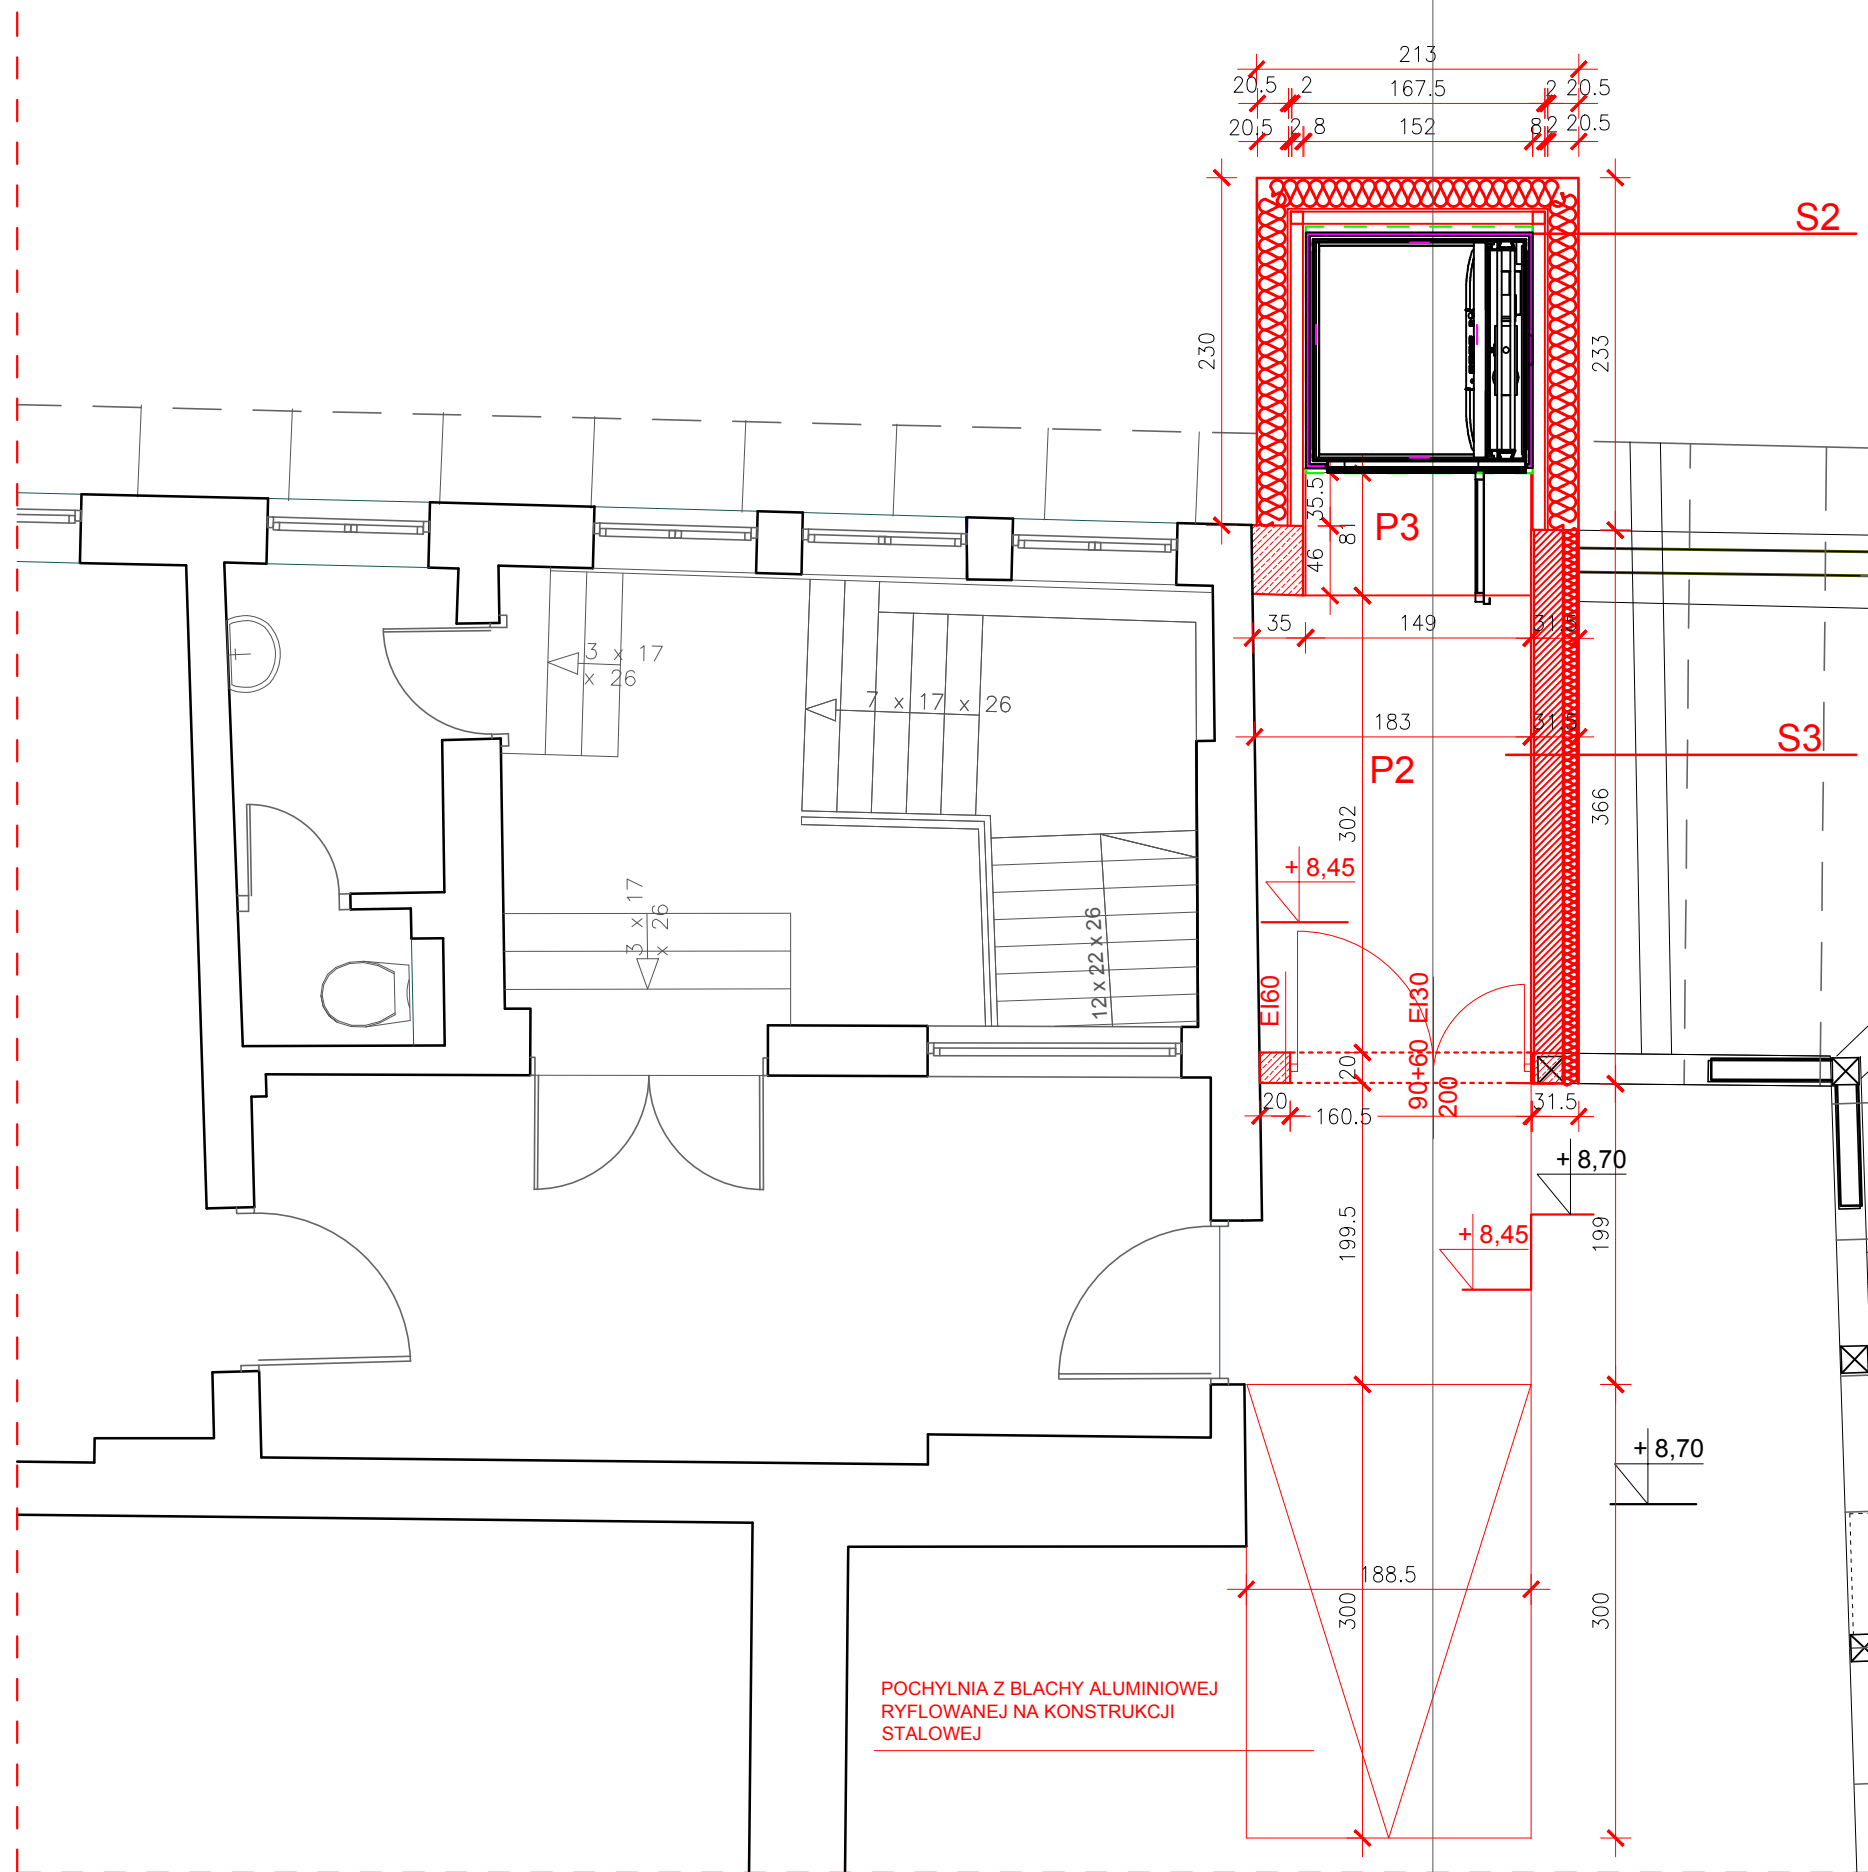 213
20.5 2 167.5 2 20.5
20.5 2 8 152 8 2 20.5
S2
230
233
35.5
81
46
P3
35 149 31.5
3 x 17
x 26
7 x 17 x 26
183 31.5
S3
P2
302
366
+ 8,45
3 x 17
x 26
12 x 22 x 26
EI60
EI30
90+60
200
20
20 160.5 31.5
+ 8,70
199.5
+ 8,45
199
+ 8,70
188.5
300
300
POCHYLNIA Z BLACHY ALUMINIOWEJ
RYFLOWANEJ NA KONSTRUKCJI
STALOWEJ